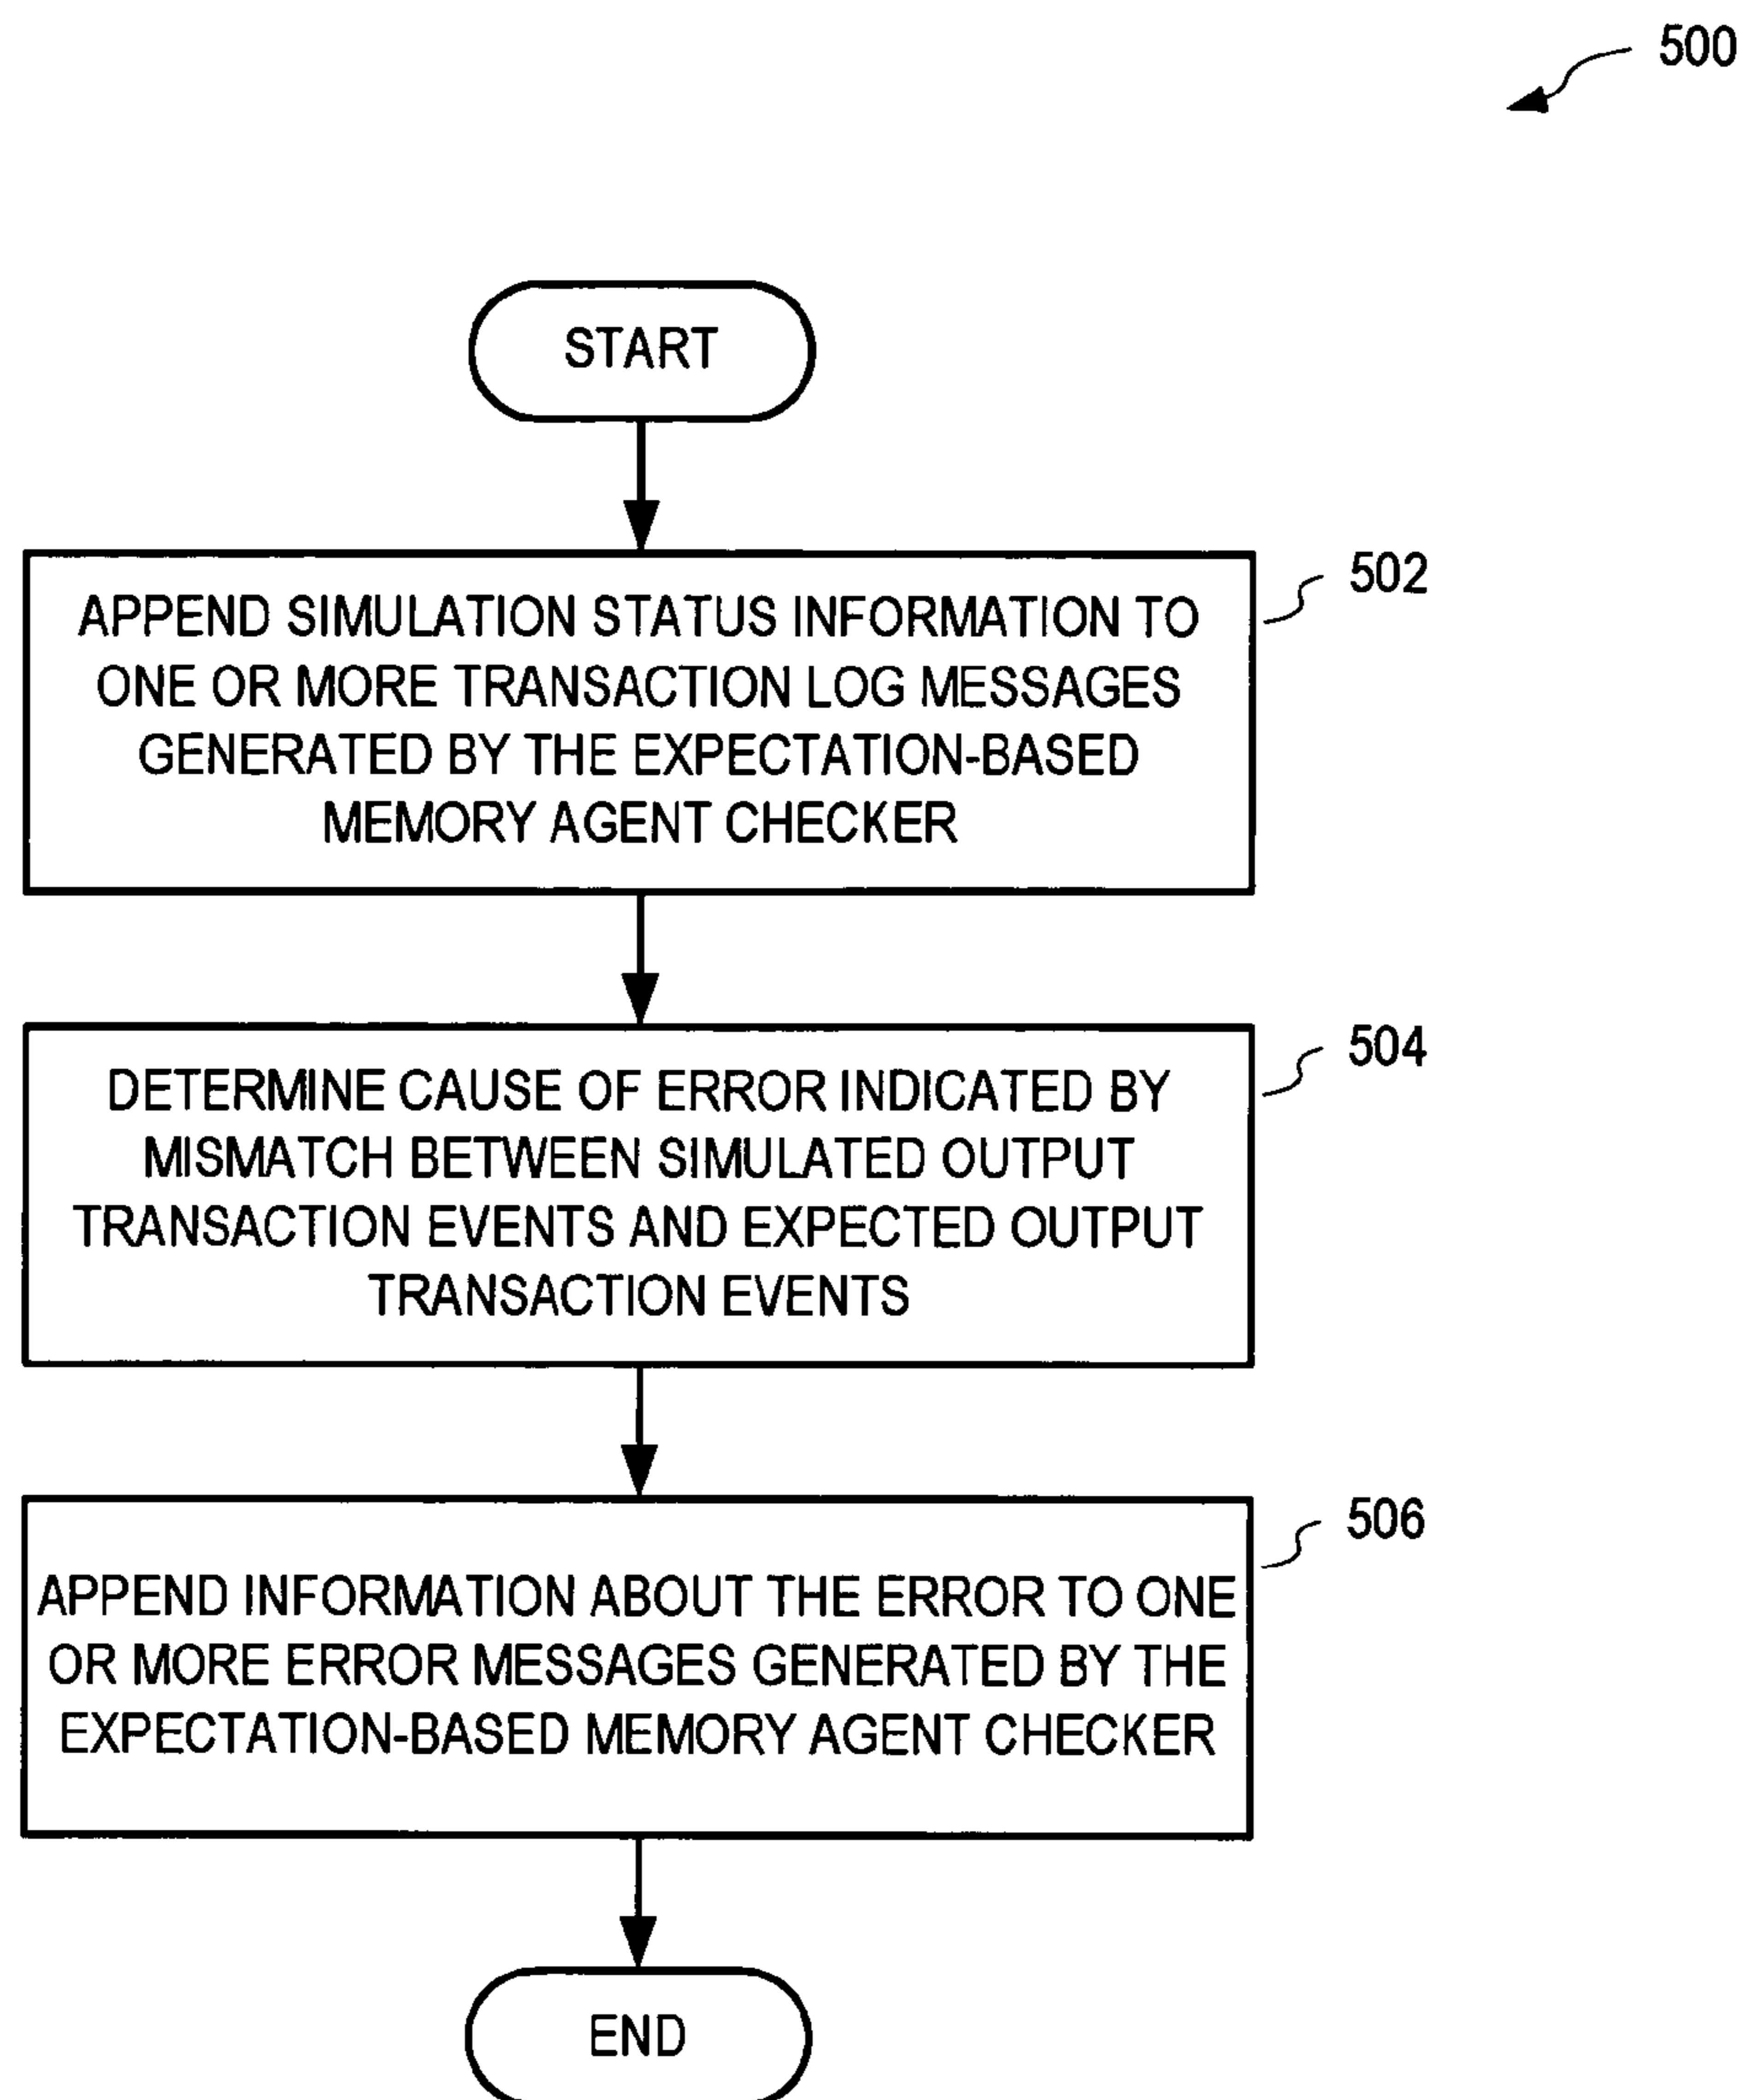 500
START
502
APPEND SIMULATION STATUS INFORMATION TO
ONE OR MORE TRANSACTION LOG MESSAGES
GENERATED BY THE EXPECTATION-BASED
MEMORY AGENT CHECKER
504
DETERMINE CAUSE OF ERROR INDICATED BY
MISMATCH BETWEEN SIMULATED OUTPUT
TRANSACTION EVENTS AND EXPECTED OUTPUT
TRANSACTION EVENTS
506
APPEND INFORMATION ABOUT THE ERROR TO ONE
OR MORE ERROR MESSAGES GENERATED BY THE
EXPECTATION-BASED MEMORY AGENT CHECKER
END